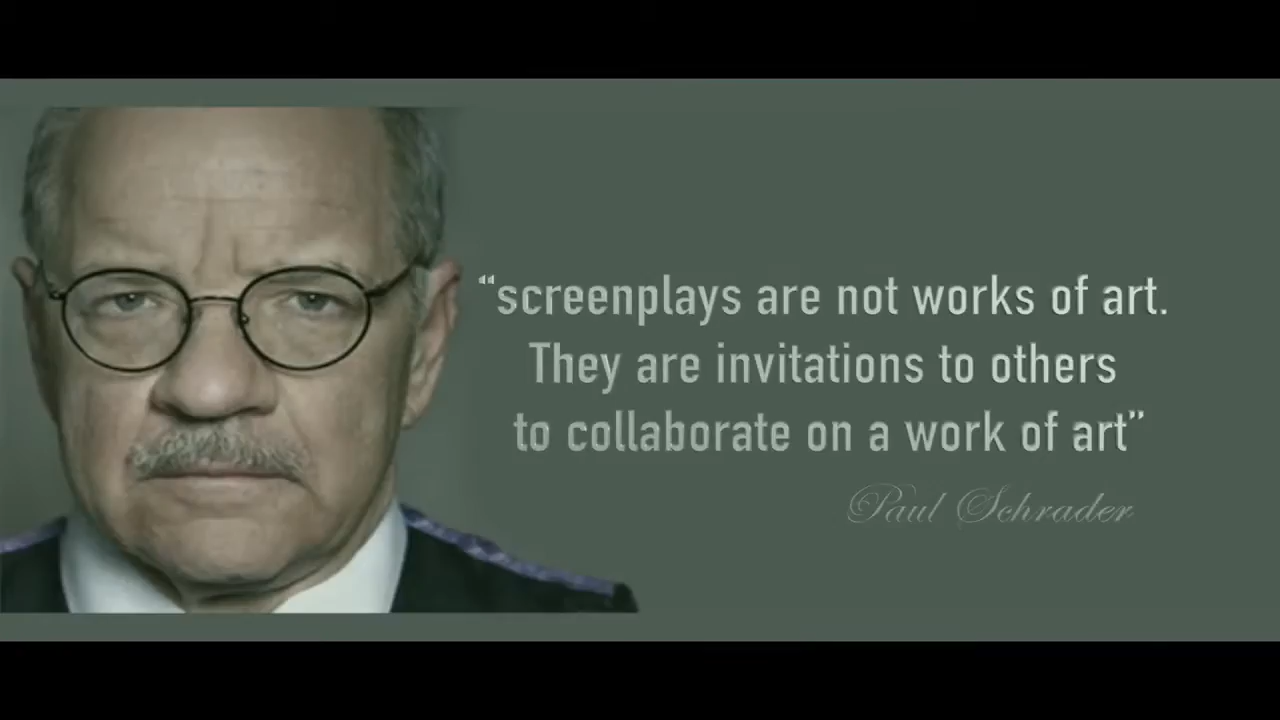 “screenplays are not works of art.
They are invitations to others
to collaborate on a work of art”
Paul Schrader